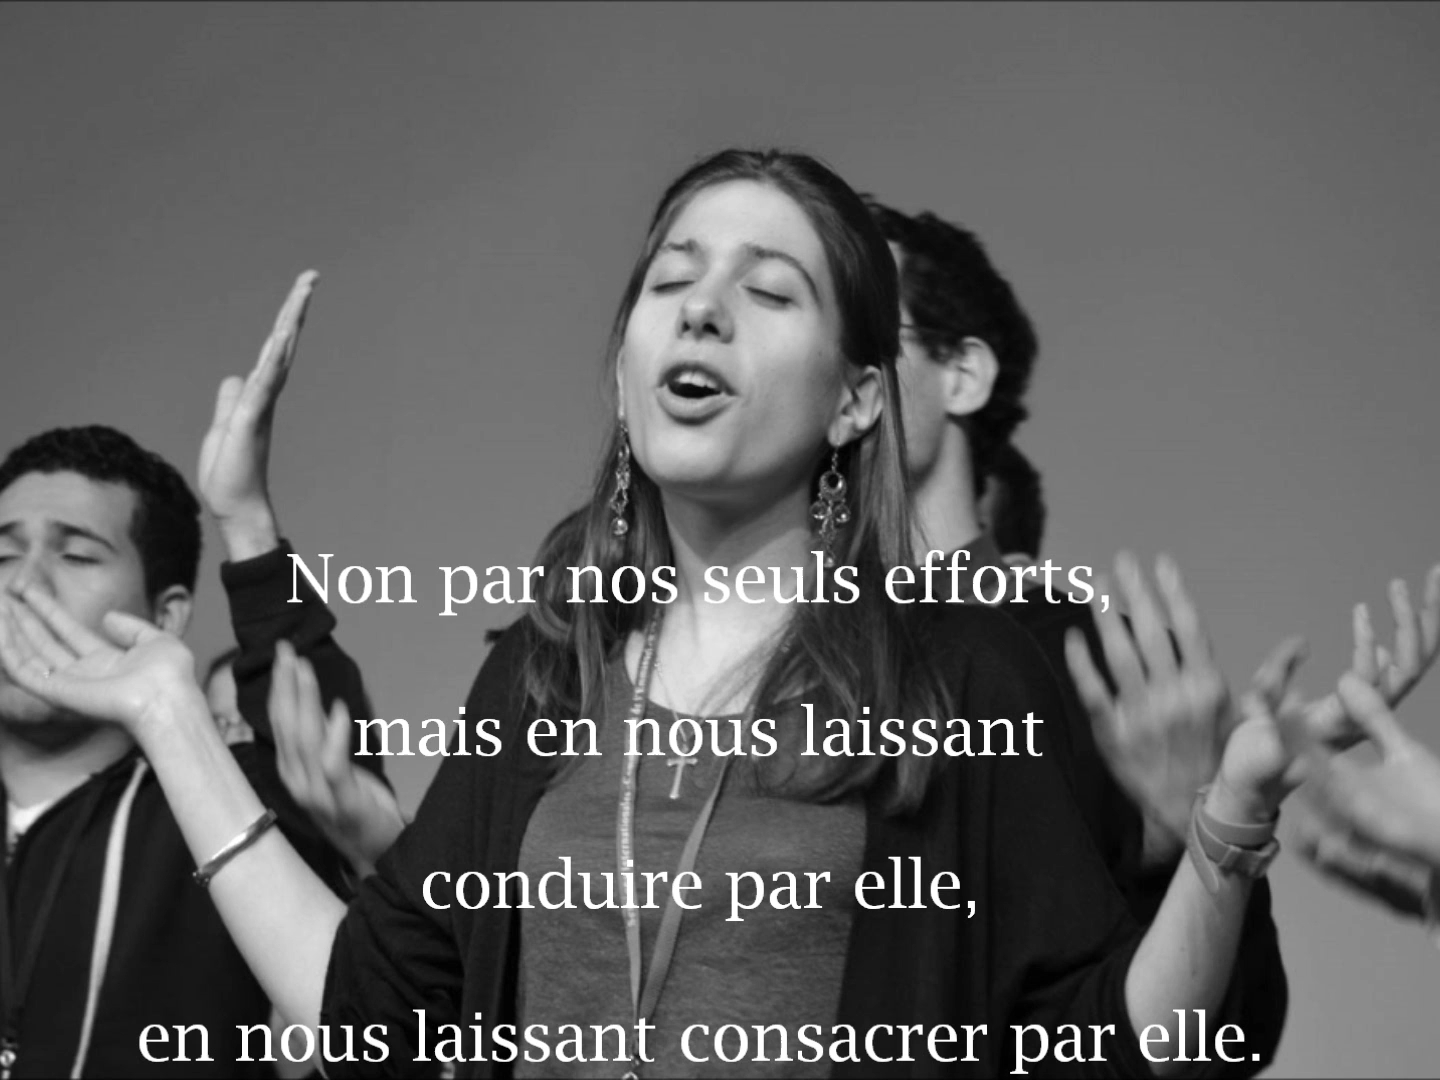 Non par nos seuls efforts,
mais en nous laissant
conduire par elle,
en nous laissant consacrer par elle.